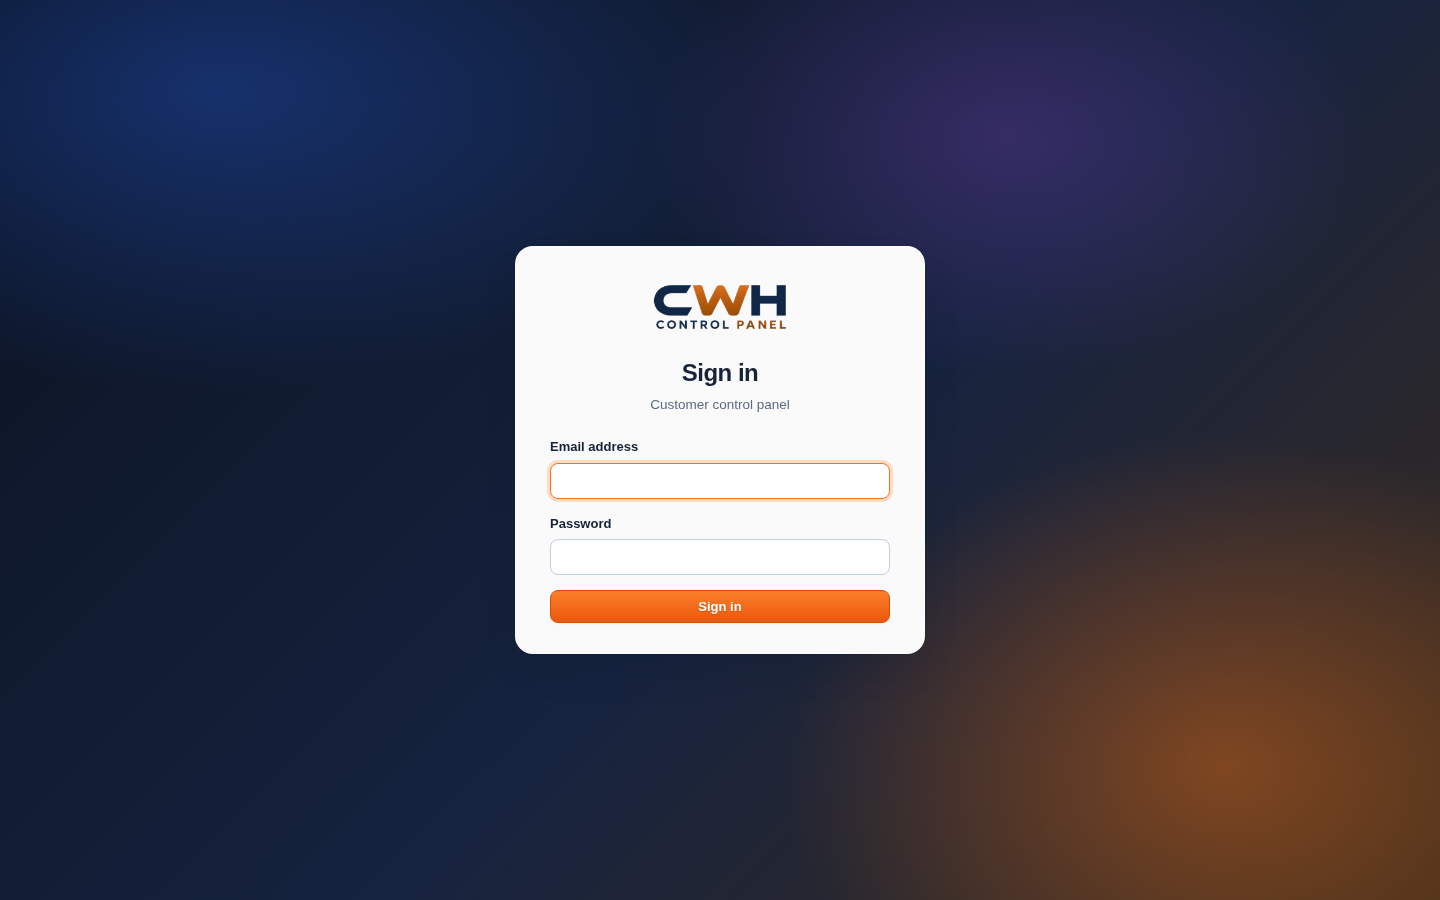 CWH
CONTROL PANEL
Sign in
Customer control panel
Email address
Password
Sign in